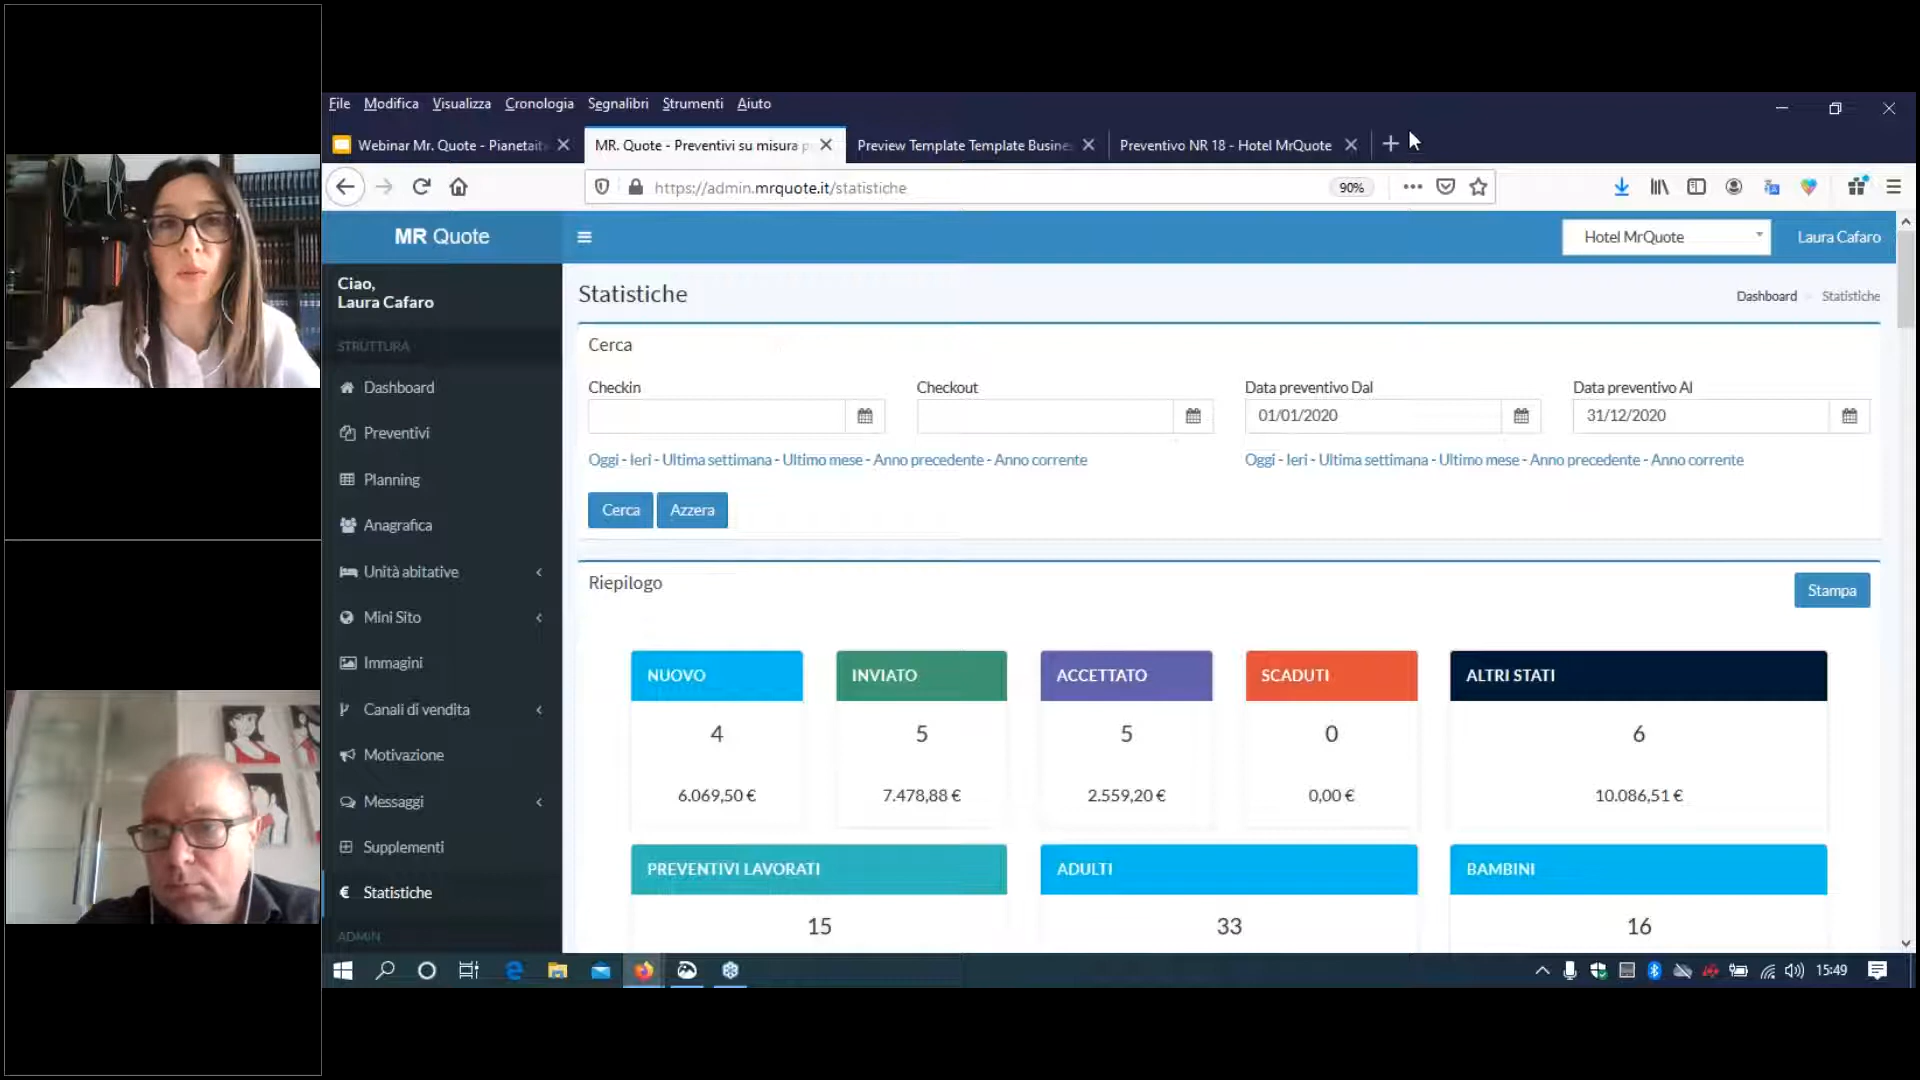 File Modifica Visualizza Cronologia Segnalibri Strumenti Aiuto
Webinar Mr. Quote - Pianetait
MR. Quote - Preventivi su misura p
Preview Template Template Busine
Preventivo NR 18 - Hotel MrQuote
https://admin.mrquote.it/statistiche
90%
MR Quote
Hotel MrQuote
Laura Cafaro
Ciao,
Laura Cafaro
STRUTTURA
Dashboard
Preventivi
Planning
Anagrafica
Unità abitative
Mini Sito
Immagini
Canali di vendita
Motivazione
Messaggi
Supplementi
Statistiche
ADMIN
Statistiche
Dashboard Statistiche
Cerca
Checkin
Checkout
Data preventivo Dal
Data preventivo Al
01/01/2020
31/12/2020
Oggi - Ieri - Ultima settimana - Ultimo mese - Anno precedente - Anno corrente
Oggi - Ieri - Ultima settimana - Ultimo mese - Anno precedente - Anno corrente
Cerca
Azzera
Riepilogo
Stampa
NUOVO
4
6.069,50 €
INVIATO
5
7.478,88 €
ACCETTATO
5
2.559,20 €
SCADUTI
0
0,00 €
ALTRI STATI
6
10.086,51 €
PREVENTIVI LAVORATI
15
ADULTI
33
BAMBINI
16
15:49